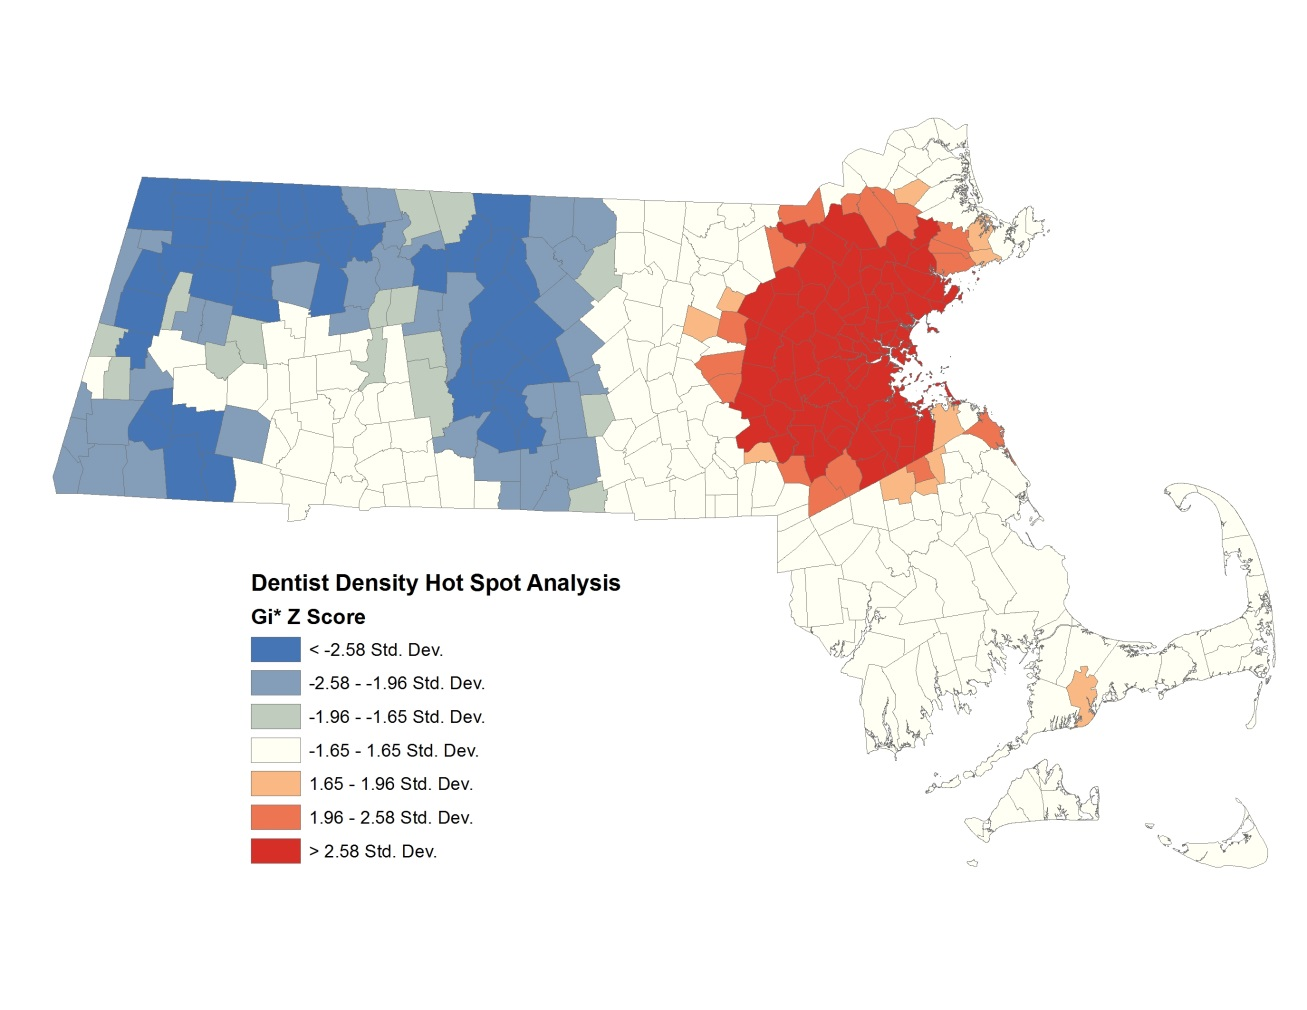 Dentist Density Hot Spot Analysis
Gi* Z Score
< -2.58 Std. Dev.
-2.58 - -1.96 Std. Dev.
-1.96 - -1.65 Std. Dev.
-1.65 - 1.65 Std. Dev.
1.65 - 1.96 Std. Dev.
1.96 - 2.58 Std. Dev.
> 2.58 Std. Dev.